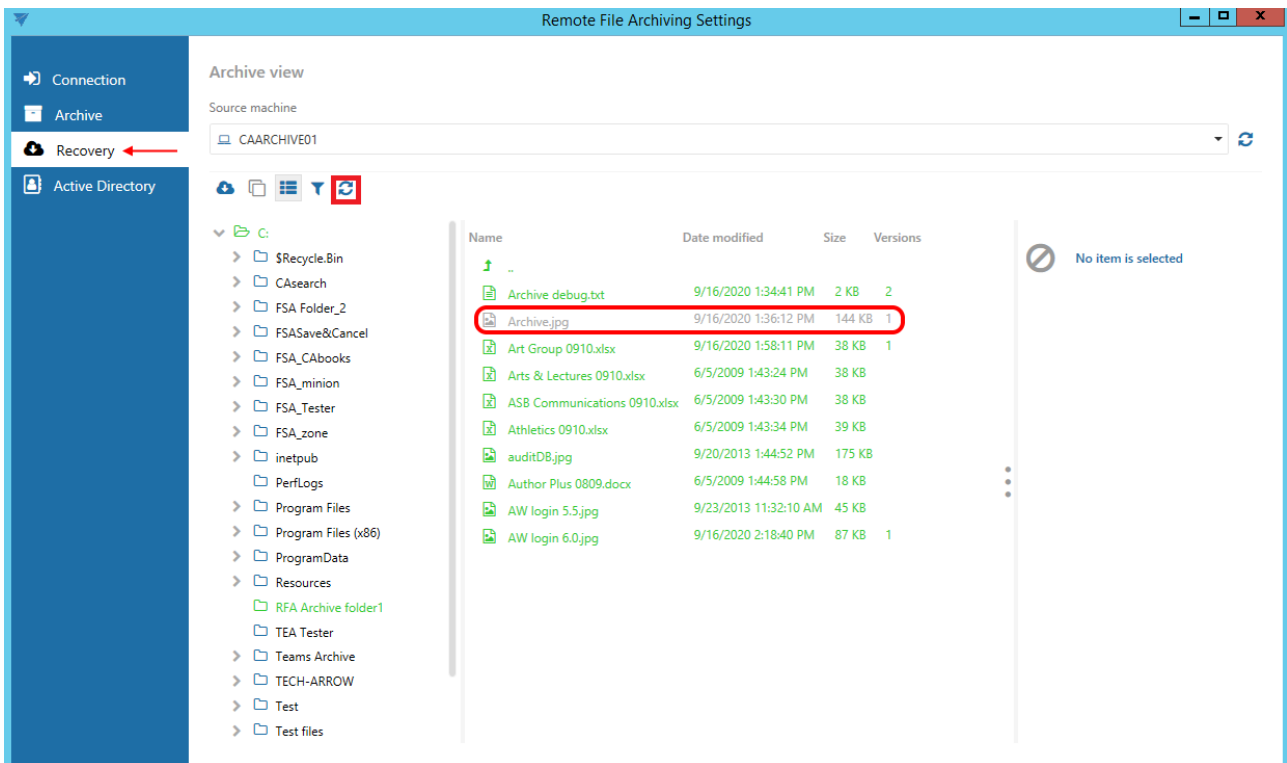 Remote File Archiving Settings
Connection
Archive
Recovery
Active Directory
Archive view
Source machine
CAARCHIVE01
C:
$Recycle.Bin
CAsearch
FSA Folder_2
FSASave&Cancel
FSA_CAbooks
FSA_minion
FSA_Tester
FSA_zone
inetpub
PerfLogs
Program Files
Program Files (x86)
ProgramData
Resources
RFA Archive folder1
TEA Tester
Teams Archive
TECH-ARROW
Test
Test files
Name Date modified Size Versions
..
Archive debug.txt 9/16/2020 1:34:41 PM 2 KB 2
Archive.jpg 9/16/2020 1:36:12 PM 144 KB 1
Art Group 0910.xlsx 9/16/2020 1:58:11 PM 38 KB 1
Arts & Lectures 0910.xlsx 6/5/2009 1:43:24 PM 38 KB
ASB Communications 0910.xlsx 6/5/2009 1:43:30 PM 38 KB
Athletics 0910.xlsx 6/5/2009 1:43:34 PM 39 KB
auditDB.jpg 9/20/2013 1:44:52 PM 175 KB
Author Plus 0809.docx 6/5/2009 1:44:58 PM 18 KB
AW login 5.5.jpg 9/23/2013 11:32:10 AM 45 KB
AW login 6.0.jpg 9/16/2020 2:18:40 PM 87 KB 1
No item is selected